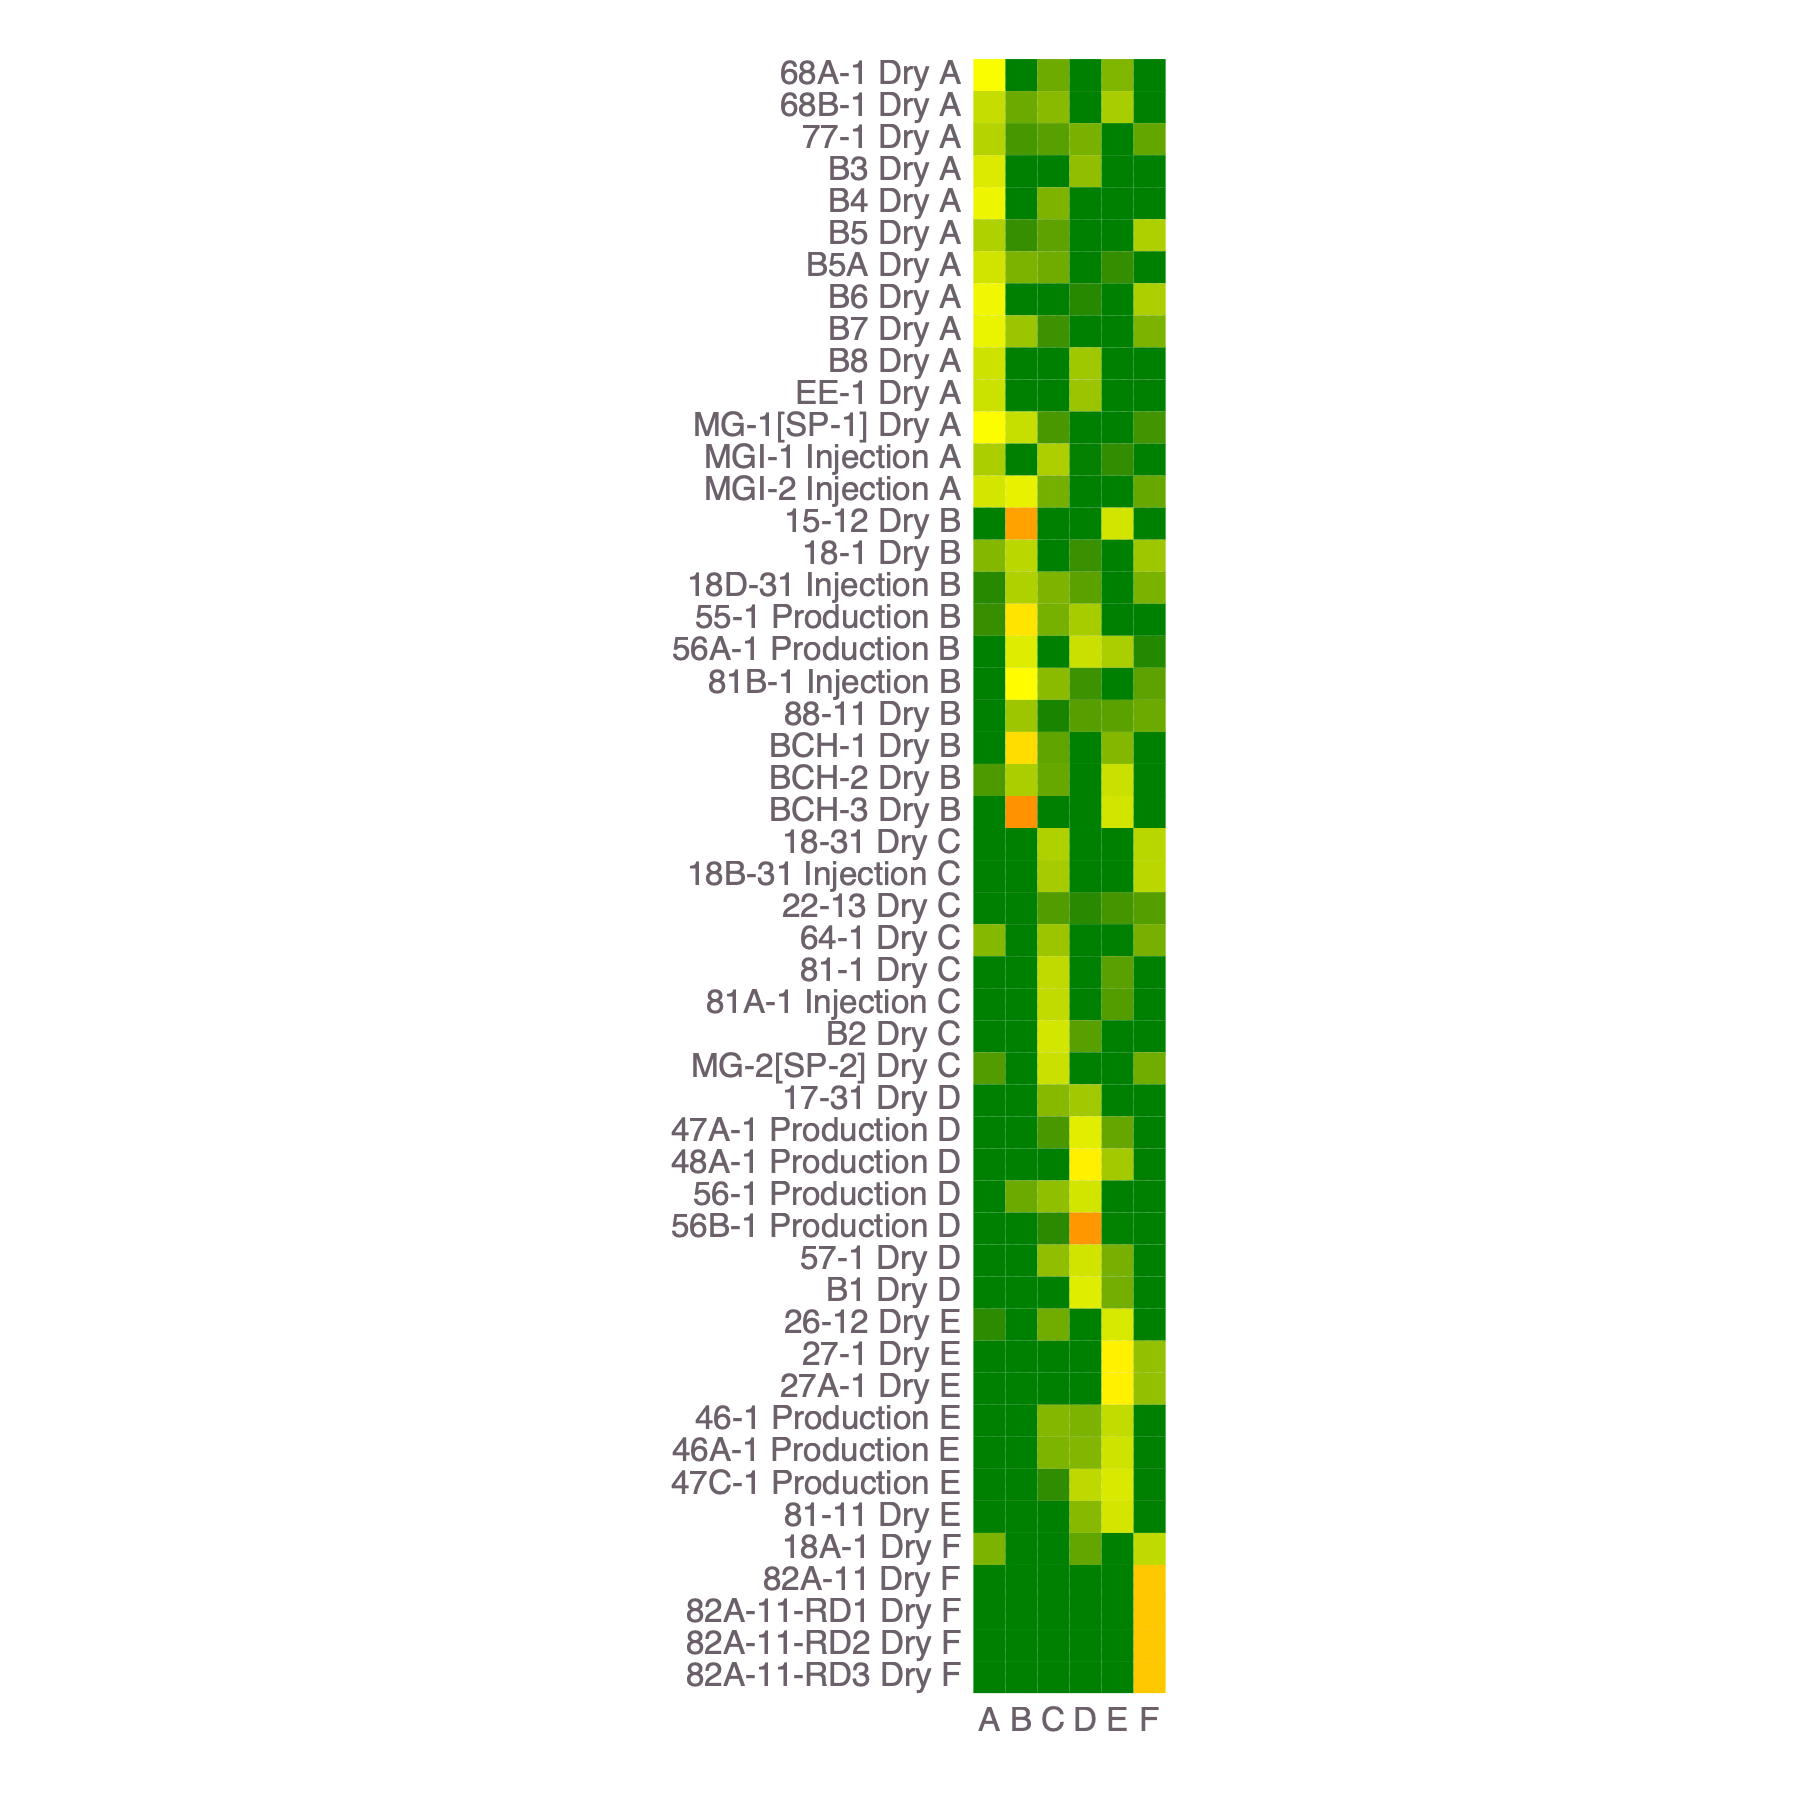 68A-1 Dry A
68B-1 Dry A
77-1 Dry A
B3 Dry A
B4 Dry A
B5 Dry A
B5A Dry A
B6 Dry A
B7 Dry A
B8 Dry A
EE-1 Dry A
MG-1[SP-1] Dry A
MGI-1 Injection A
MGI-2 Injection A
15-12 Dry B
18-1 Dry B
18D-31 Injection B
55-1 Production B
56A-1 Production B
81B-1 Injection B
88-11 Dry B
BCH-1 Dry B
BCH-2 Dry B
BCH-3 Dry B
18-31 Dry C
18B-31 Injection C
22-13 Dry C
64-1 Dry C
81-1 Dry C
81A-1 Injection C
B2 Dry C
MG-2[SP-2] Dry C
17-31 Dry D
47A-1 Production D
48A-1 Production D
56-1 Production D
56B-1 Production D
57-1 Dry D
B1 Dry D
26-12 Dry E
27-1 Dry E
27A-1 Dry E
46-1 Production E
46A-1 Production E
47C-1 Production E
81-11 Dry E
18A-1 Dry F
82A-11 Dry F
82A-11-RD1 Dry F
82A-11-RD2 Dry F
82A-11-RD3 Dry F
A B C D E F